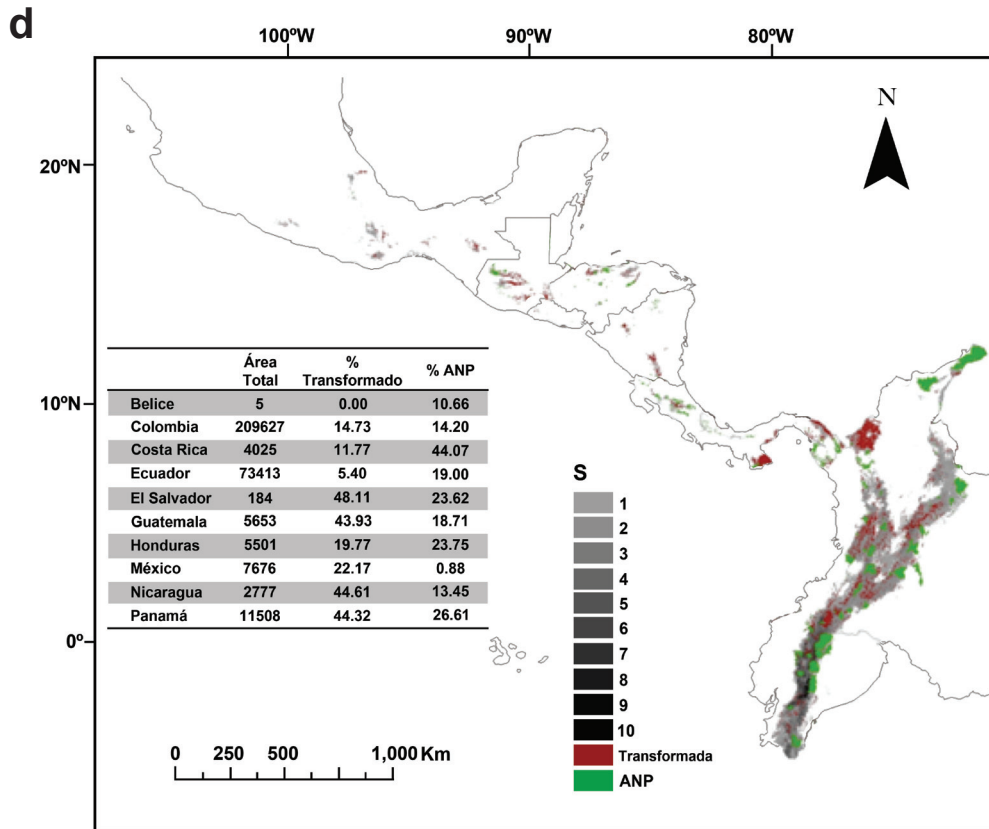 d
100ºW 90ºW 80ºW
N
20ºN
10ºN
0º
Área Total % Transformado % ANP
Belice 5 0.00 10.66
Colombia 209627 14.73 14.20
Costa Rica 4025 11.77 44.07
Ecuador 73413 5.40 19.00
El Salvador 184 48.11 23.62
Guatemala 5653 43.93 18.71
Honduras 5501 19.77 23.75
México 7676 22.17 0.88
Nicaragua 2777 44.61 13.45
Panamá 11508 44.32 26.61
S
1
2
3
4
5
6
7
8
9
10
Transformada
ANP
0 250 500 1,000 Km